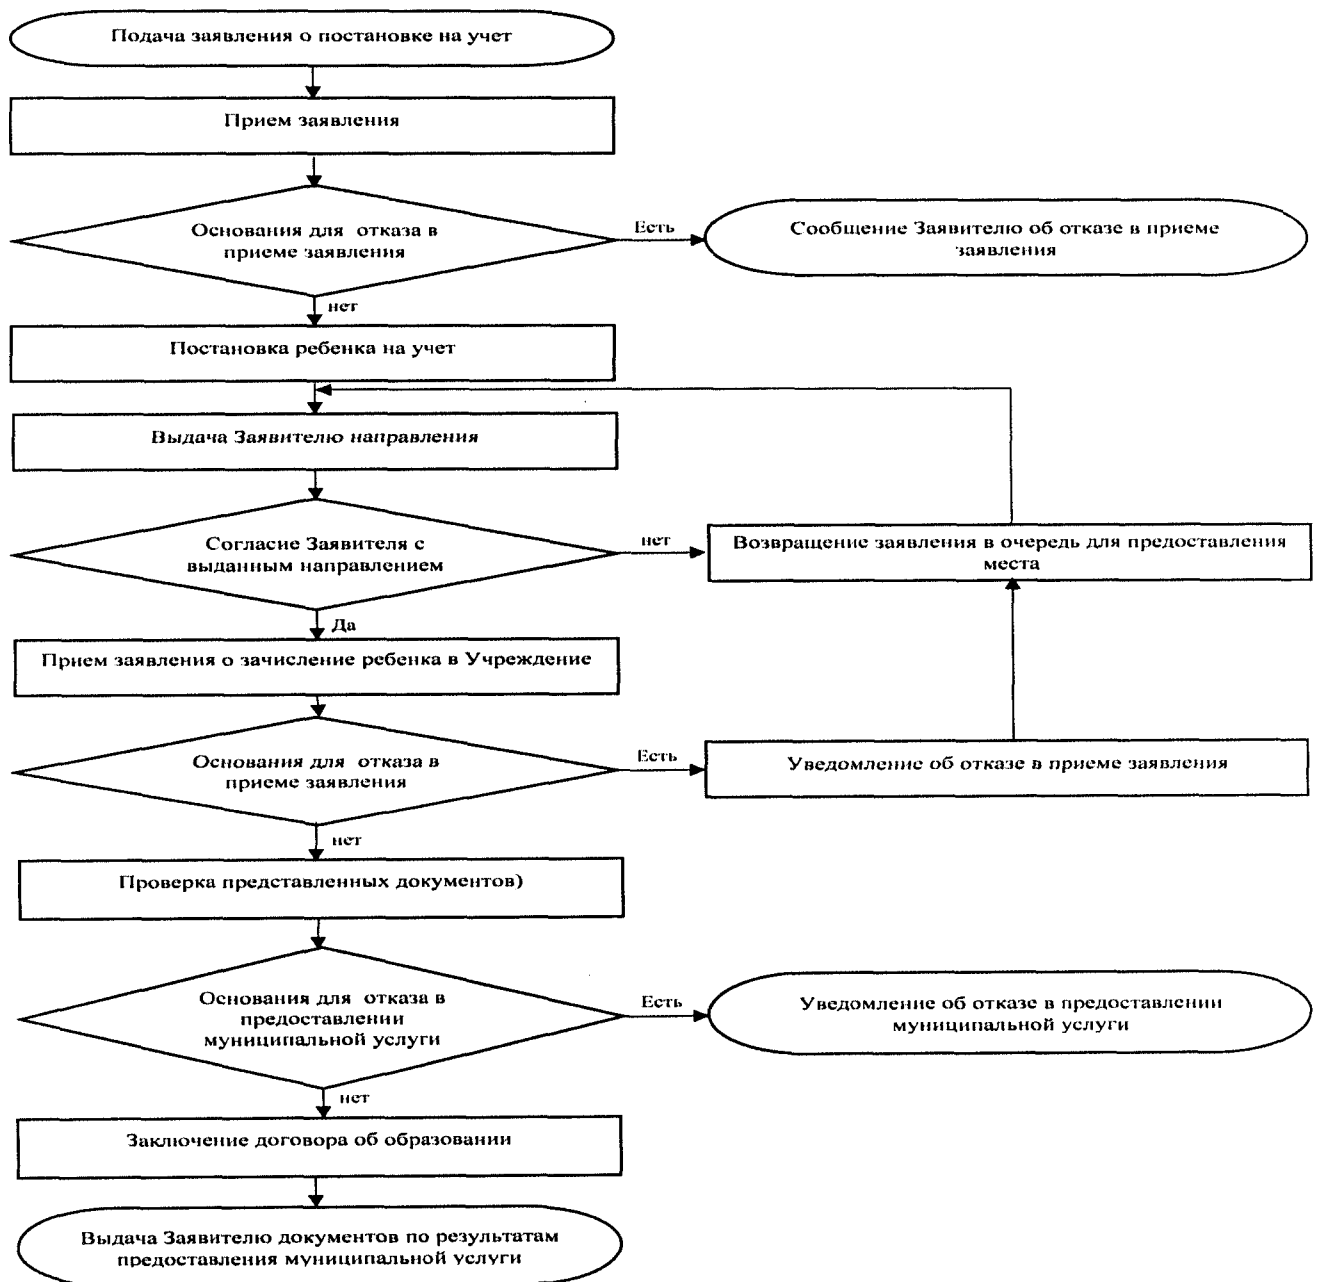 Подача заявления о постановке на учет
Прием заявления
Основания для отказа в
приеме заявления
Есть
Сообщение Заявителю об отказе в приеме
заявления
нет
Постановка ребенка на учет
Выдача Заявителю направления
Согласие Заявителя с
выданным направлением
нет
Возвращение заявления в очередь для предоставления
места
Да
Прием заявления о зачисление ребенка в Учреждение
Основания для отказа в
приеме заявления
Есть
Уведомление об отказе в приеме заявления
нет
Проверка представленных документов)
Основания для отказа в
предоставлении
муниципальной услуги
Есть
Уведомление об отказе в предоставлении
муниципальной услуги
нет
Заключение договора об образовании
Выдача Заявителю документов по результатам
предоставления муниципальной услуги